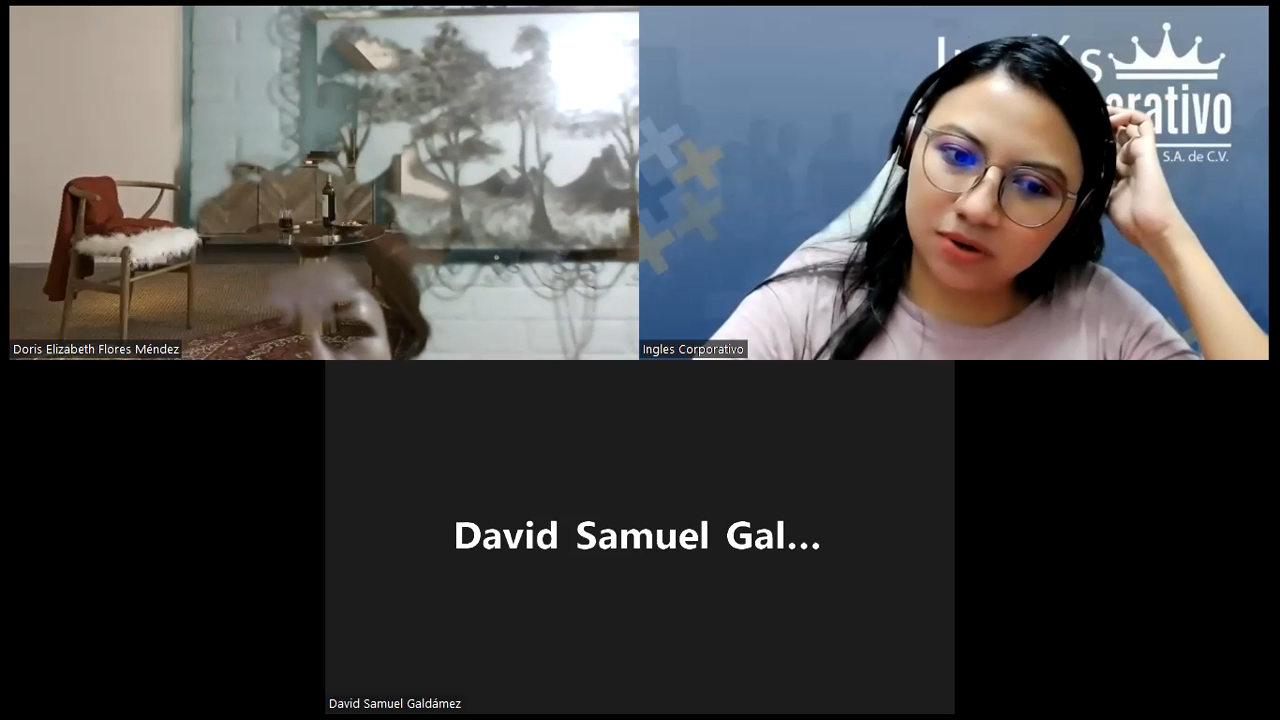 Doris Elizabeth Flores Méndez
S.A. de C.V.
Ingles Corporativo
David Samuel Gal...
David Samuel Galdámez